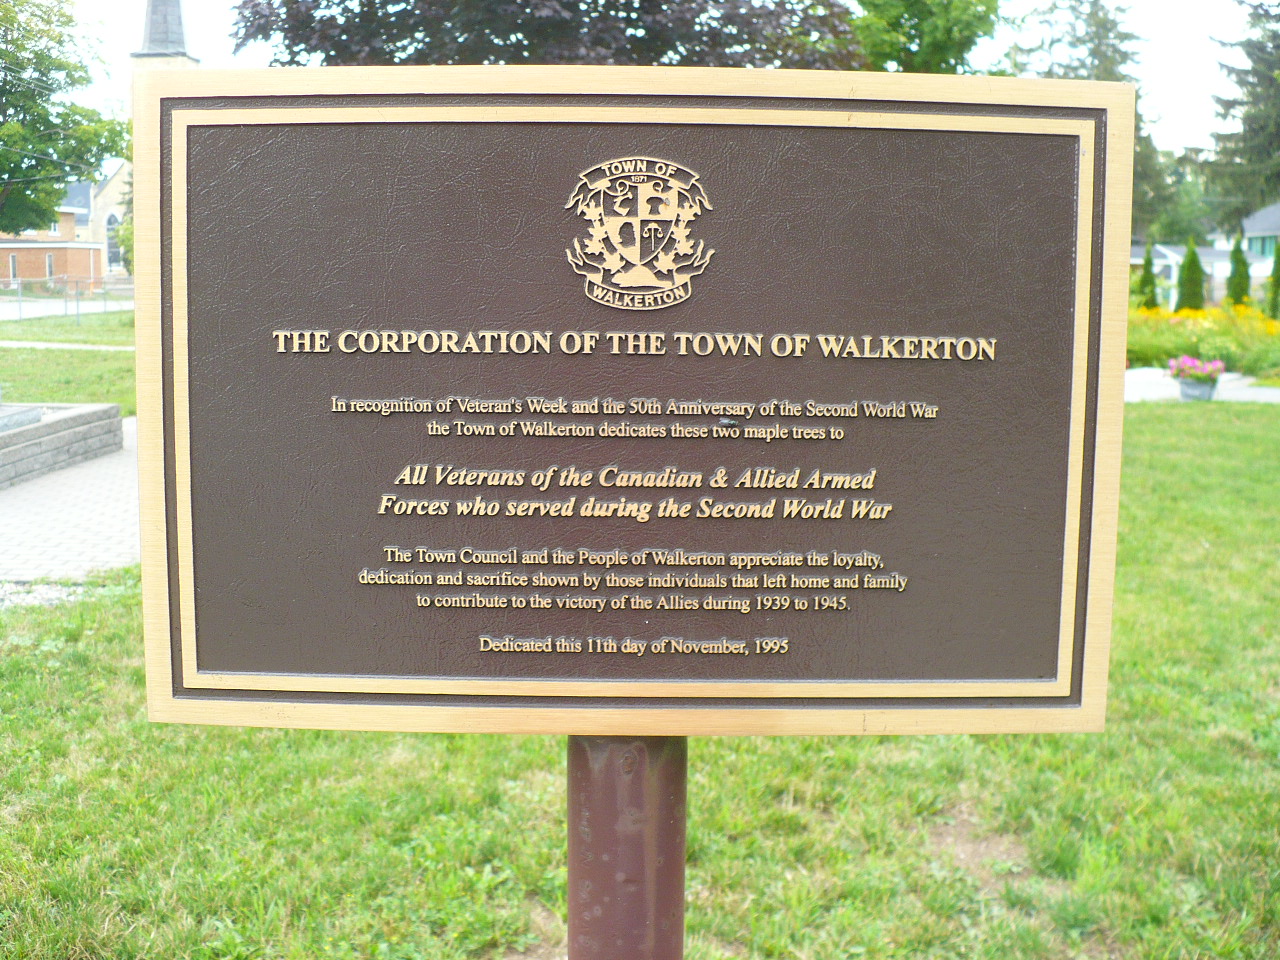 TOWN OF
1871
WALKERTON
THE CORPORATION OF THE TOWN OF WALKERTON
In recognition of Veteran's Week and the 50th Anniversary of the Second World War
the Town of Walkerton dedicates these two maple trees to
All Veterans of the Canadian & Allied Armed
Forces who served during the Second World War
The Town Council and the People of Walkerton appreciate the loyalty,
dedication and sacrifice shown by those individuals that left home and family
to contribute to the victory of the Allies during 1939 to 1945.
Dedicated this 11th day of November, 1995